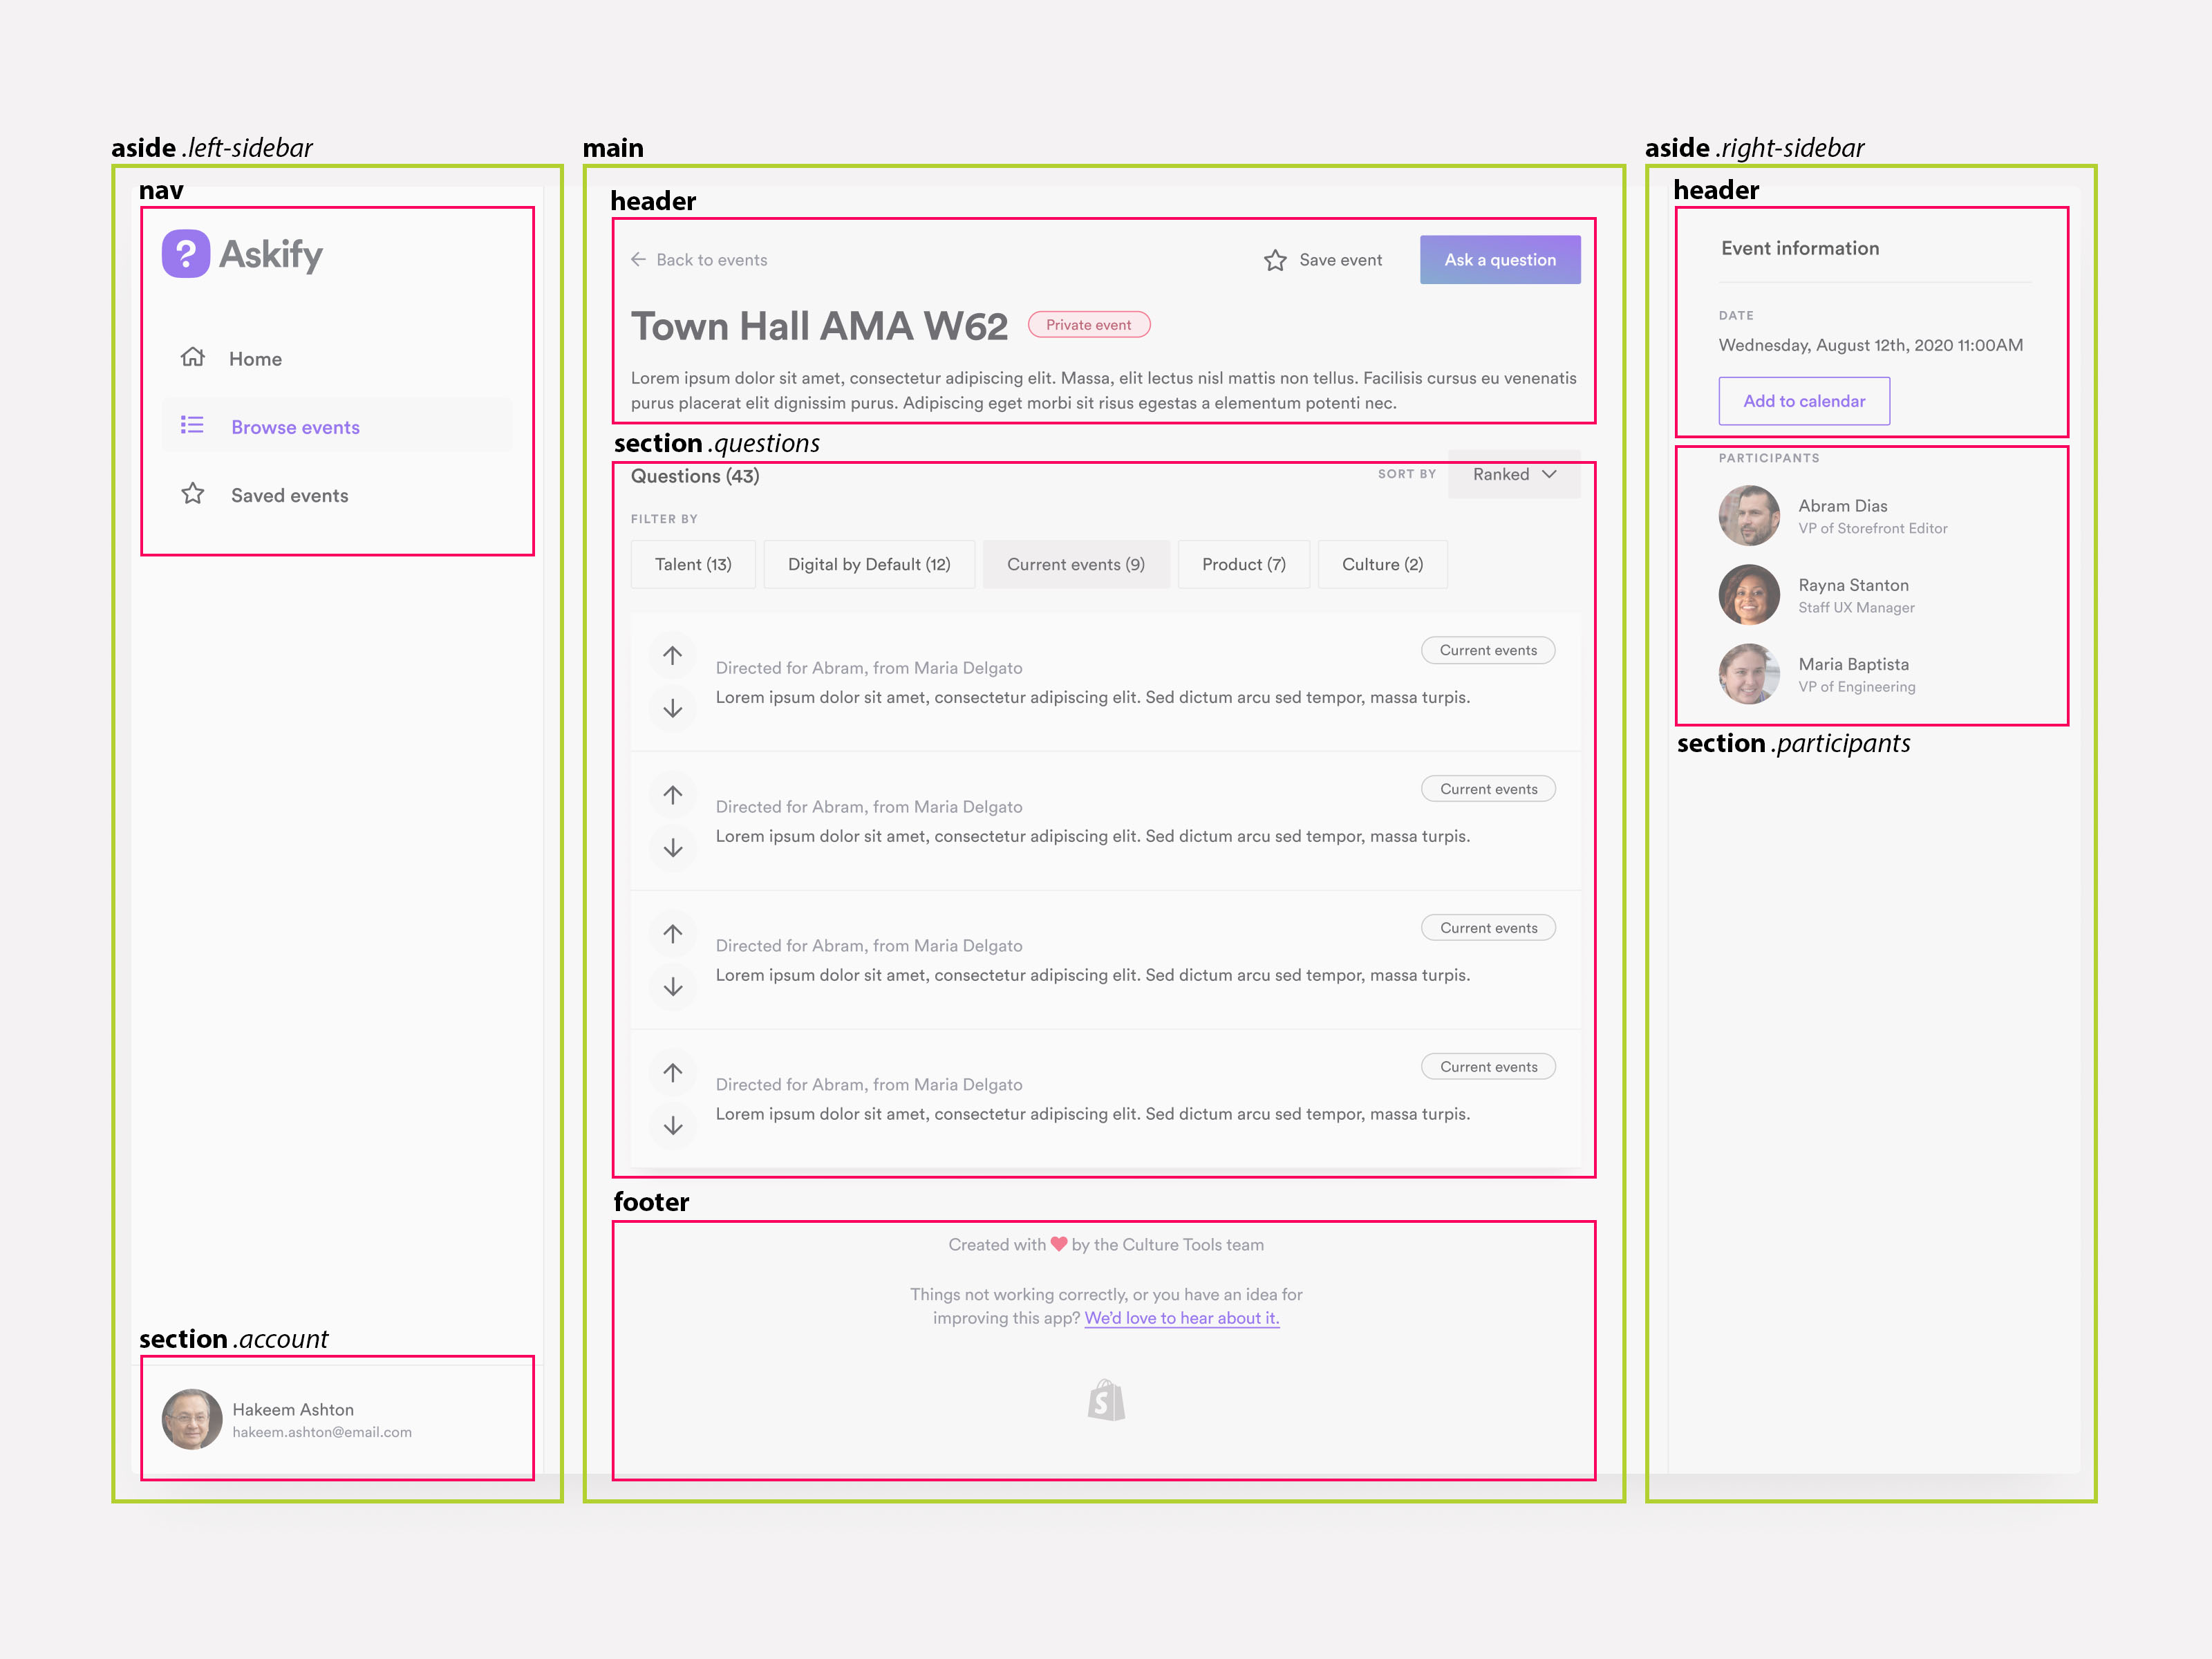 aside .left-sidebar
nav
Askify
Home
Browse events
Saved events
section .account
Hakeem Ashton
hakeem.ashton@email.com
main
header
Back to events
Save event
Ask a question
Town Hall AMA W62
Private event
Lorem ipsum dolor sit amet, consectetur adipiscing elit. Massa, elit lectus nisl mattis non tellus. Facilisis cursus eu venenatis
purus placerat elit dignissim purus. Adipiscing eget morbi sit risus egestas a elementum potenti nec.
section .questions
Questions (43)
SORT BY
Ranked
FILTER BY
Talent (13)
Digital by Default (12)
Current events (9)
Product (7)
Culture (2)
Current events
Directed for Abram, from Maria Delgato
Lorem ipsum dolor sit amet, consectetur adipiscing elit. Sed dictum arcu sed tempor, massa turpis.
Current events
Directed for Abram, from Maria Delgato
Lorem ipsum dolor sit amet, consectetur adipiscing elit. Sed dictum arcu sed tempor, massa turpis.
Current events
Directed for Abram, from Maria Delgato
Lorem ipsum dolor sit amet, consectetur adipiscing elit. Sed dictum arcu sed tempor, massa turpis.
Current events
Directed for Abram, from Maria Delgato
Lorem ipsum dolor sit amet, consectetur adipiscing elit. Sed dictum arcu sed tempor, massa turpis.
footer
Created with ❤ by the Culture Tools team
Things not working correctly, or you have an idea for
improving this app? We'd love to hear about it.
aside .right-sidebar
header
Event information
DATE
Wednesday, August 12th, 2020 11:00AM
Add to calendar
PARTICIPANTS
Abram Dias
VP of Storefront Editor
Rayna Stanton
Staff UX Manager
Maria Baptista
VP of Engineering
section .participants